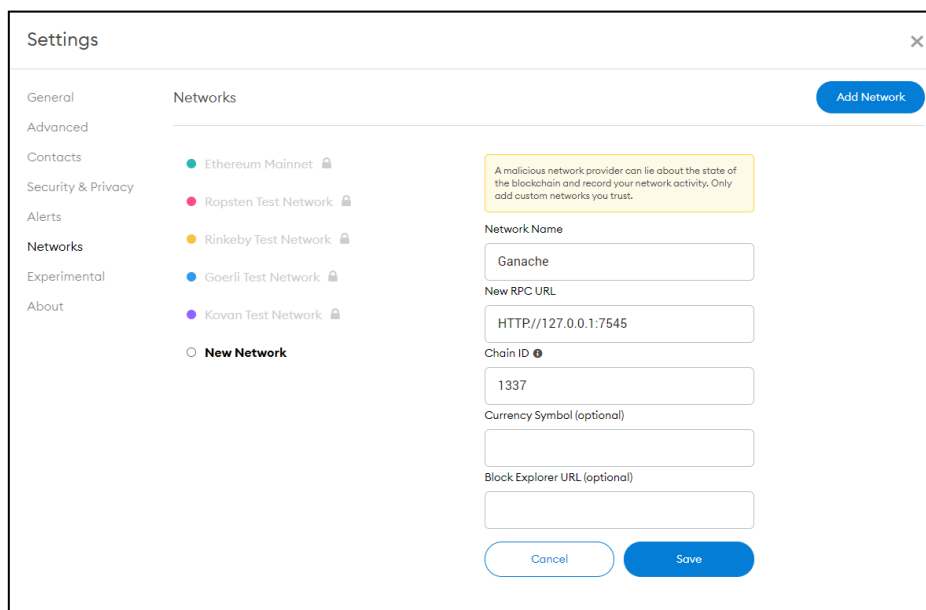 Settings
General
Advanced
Contacts
Security & Privacy
Alerts
Networks
Experimental
About
Networks
Add Network
Ethereum Mainnet
Ropsten Test Network
Rinkeby Test Network
Goerli Test Network
Kovan Test Network
New Network
A malicious network provider can lie about the state of
the blockchain and record your network activity. Only
add custom networks you trust.
Network Name
Ganache
New RPC URL
HTTP://127.0.0.1:7545
Chain ID
1337
Currency Symbol (optional)
Block Explorer URL (optional)
Cancel
Save